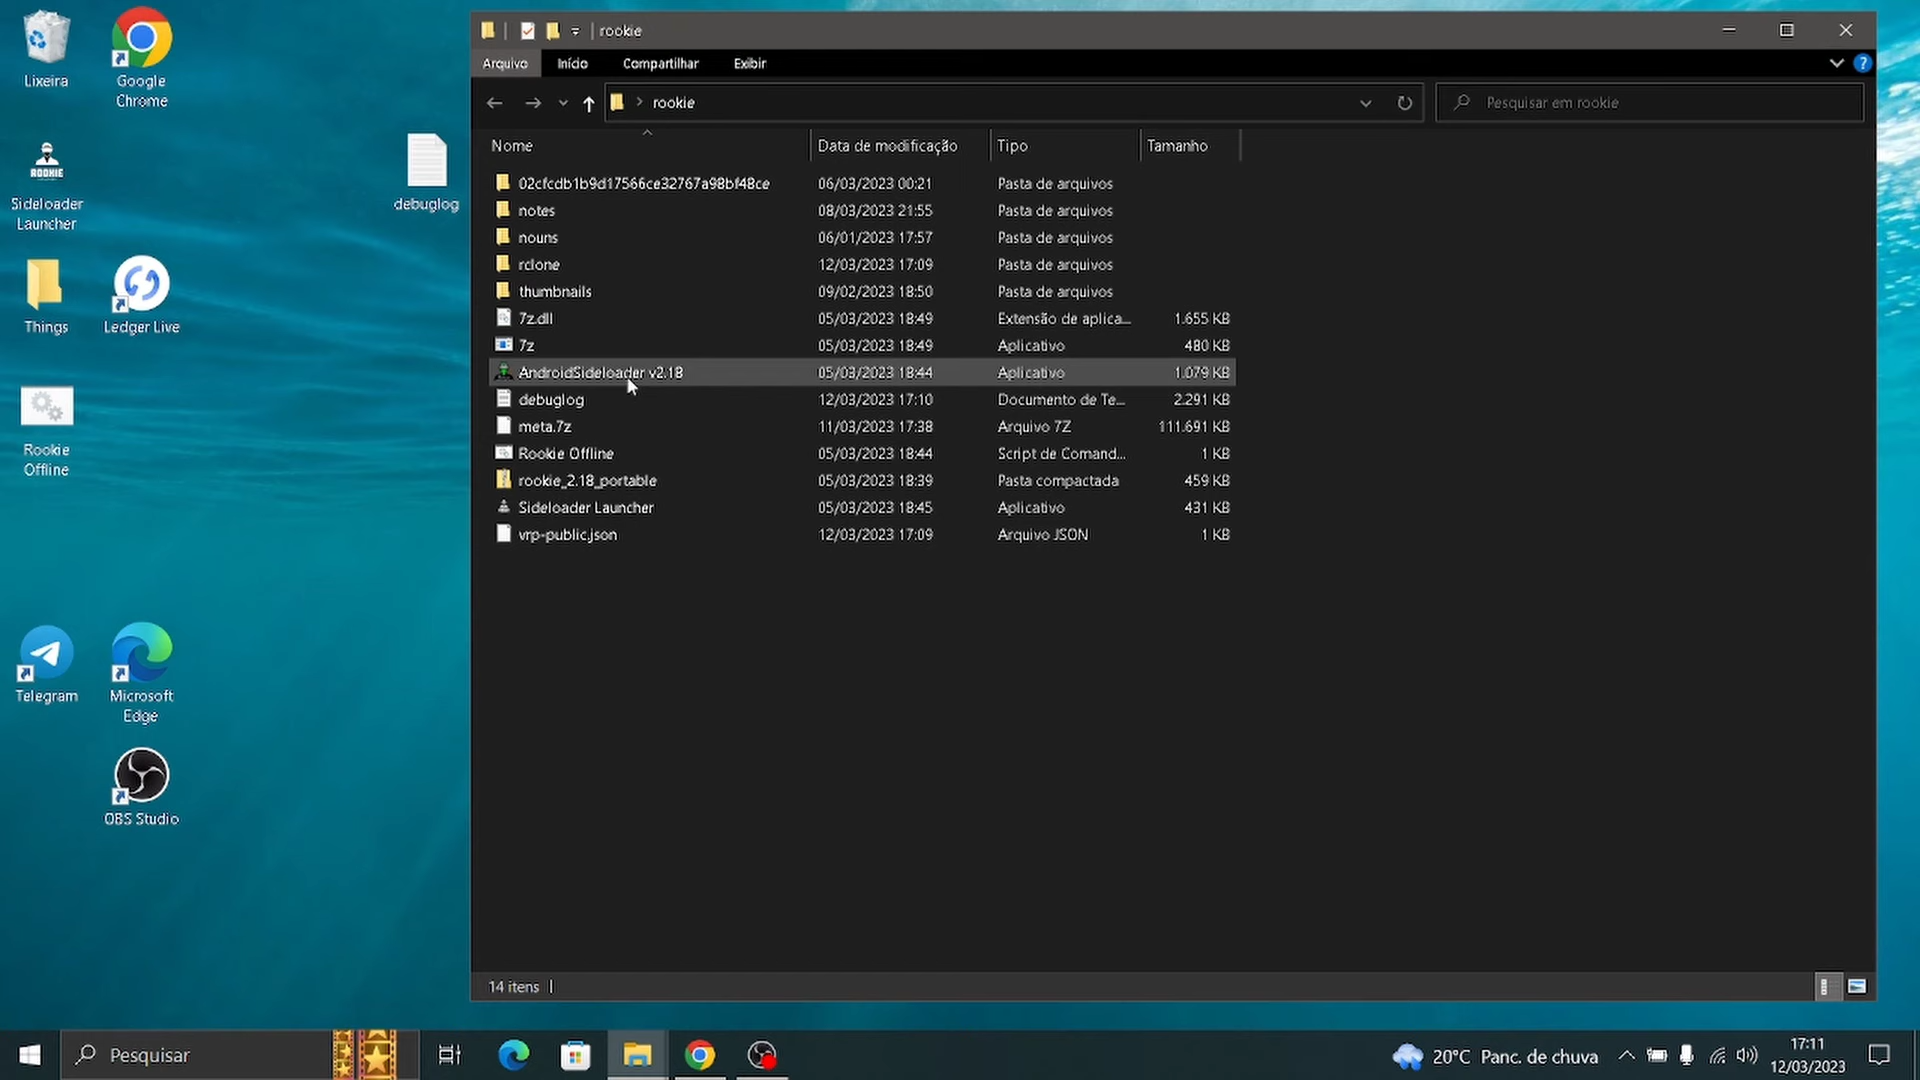 Lixeira
Google
Chrome
ROOKIE
Sideloader
Launcher
debuglog
Things
Ledger Live
Rookie
Offline
Telegram
Microsoft
Edge
OBS Studio
rookie
Arquivo Início Compartilhar Exibir
rookie
Pesquisar em rookie
Nome Data de modificação Tipo Tamanho
02cfcdb1b9d17566ce32767a98bf48ce 06/03/2023 00:21 Pasta de arquivos
notes 08/03/2023 21:55 Pasta de arquivos
nouns 06/01/2023 17:57 Pasta de arquivos
rclone 12/03/2023 17:09 Pasta de arquivos
thumbnails 09/02/2023 18:50 Pasta de arquivos
7z.dll 05/03/2023 18:49 Extensão de aplica... 1.655 KB
7z 05/03/2023 18:49 Aplicativo 480 KB
AndroidSideloader v2.18 05/03/2023 18:44 Aplicativo 1.079 KB
debuglog 12/03/2023 17:10 Documento de Te... 2.291 KB
meta.7z 11/03/2023 17:38 Arquivo 7Z 111.691 KB
Rookie Offline 05/03/2023 18:44 Script de Comand... 1 KB
rookie_2.18_portable 05/03/2023 18:39 Pasta compactada 459 KB
Sideloader Launcher 05/03/2023 18:45 Aplicativo 431 KB
vrp-public.json 12/03/2023 17:09 Arquivo JSON 1 KB
14 itens
Pesquisar
20°C Panc. de chuva
17:11
12/03/2023